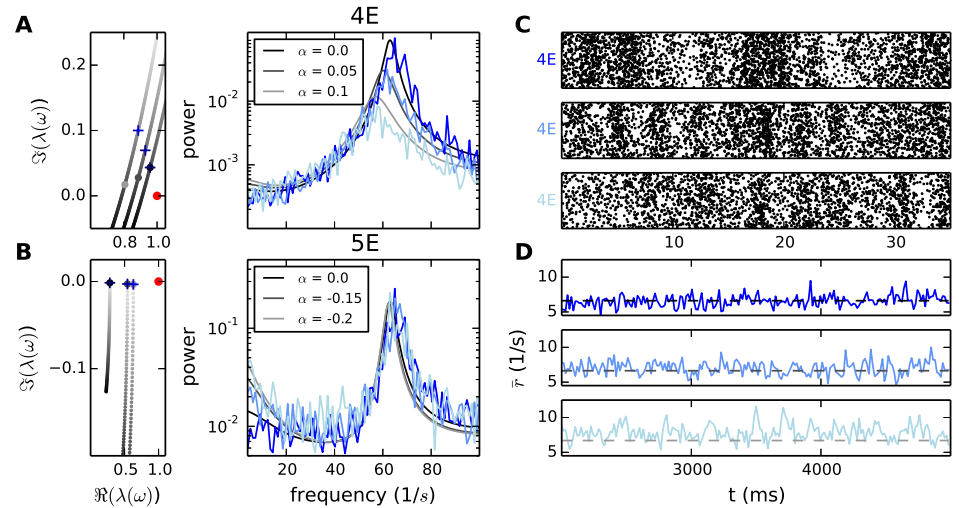 A
4E
ℑ(λ(ω))
0.2
0.1
0.0
0.8
1.0
power
10⁻²
10⁻³
α = 0.0
α = 0.05
α = 0.1
B
5E
ℑ(λ(ω))
0.0
−0.1
0.5
1.0
ℜ(λ(ω))
power
10⁻¹
10⁻²
α = 0.0
α = -0.15
α = -0.2
20
40
60
80
frequency (1/s)
C
4E
4E
4E
10
20
30
D
r̄ (1/s)
10
5
10
5
10
5
3000
4000
t (ms)